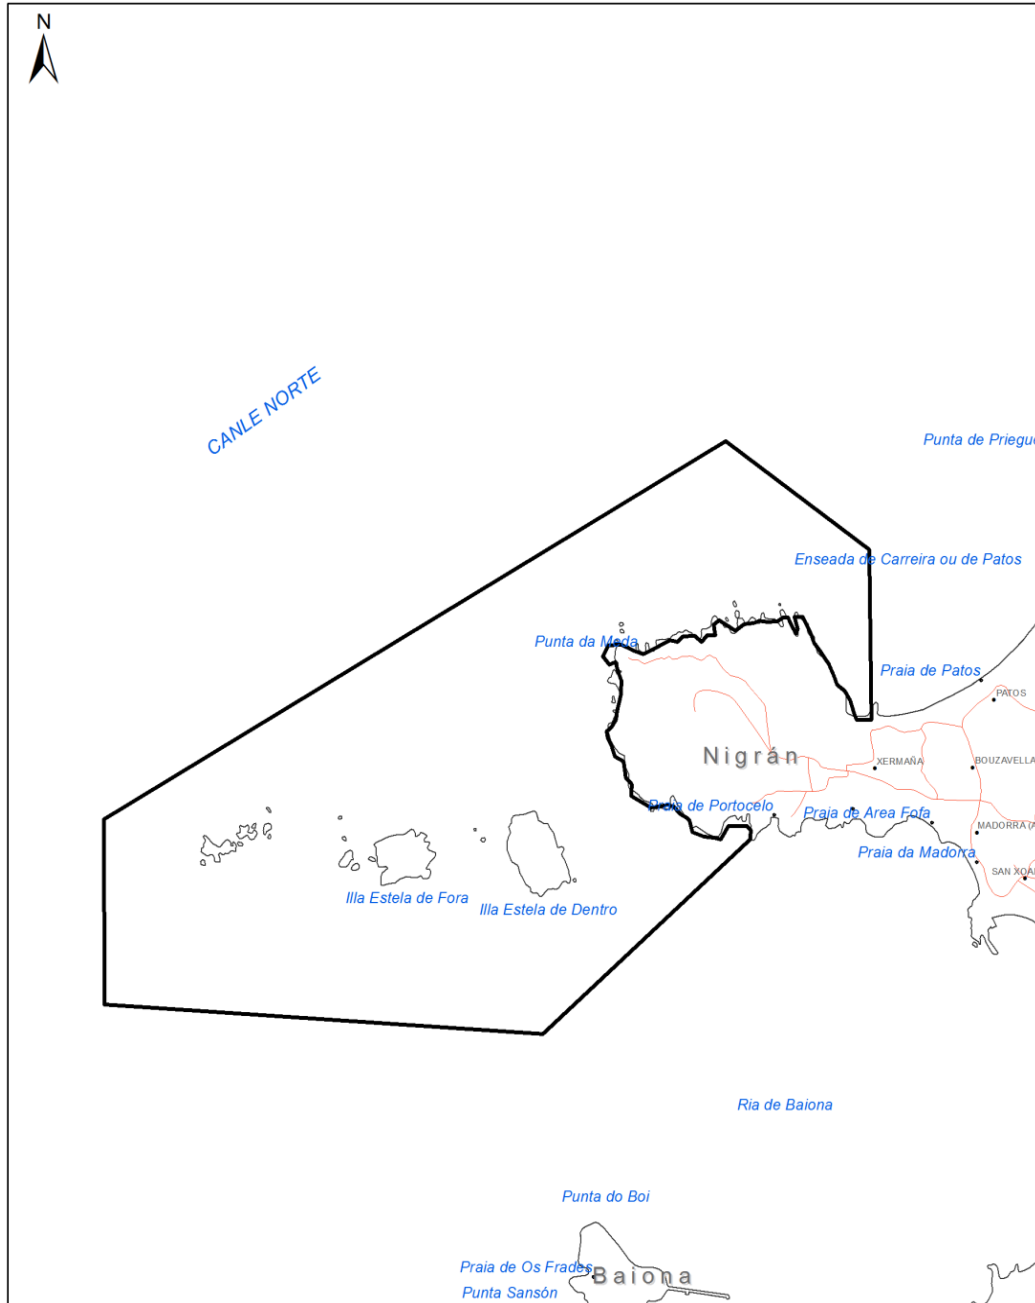 N
CANLE NORTE
Punta de Priegue
Enseada de Carreira ou de Patos
Punta da Meda
Praia de Patos
PATOS
Nigrán
XERMAÑA
BOUZAVELLA
Praia de Portocelo
Praia de Area Fofa
MADORRA (A
Praia da Madorra
SAN XOA
Illa Estela de Fora
Illa Estela de Dentro
Ria de Baiona
Punta do Boi
Praia de Os Frades
Baiona
Punta Sansón